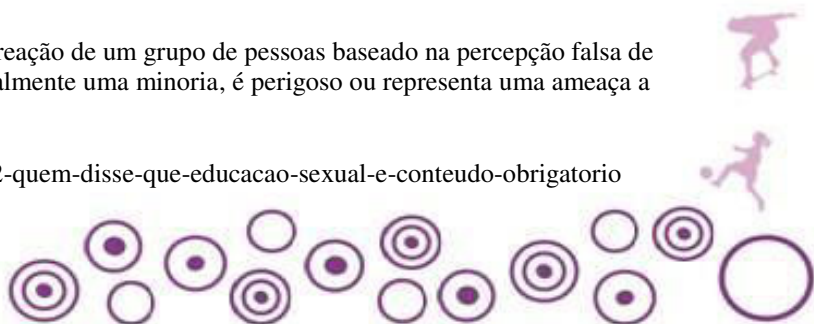 reação de um grupo de pessoas baseado na percepção falsa de
almente uma minoria, é perigoso ou representa uma ameaça a
2-quem-disse-que-educacao-sexual-e-conteudo-obrigatorio